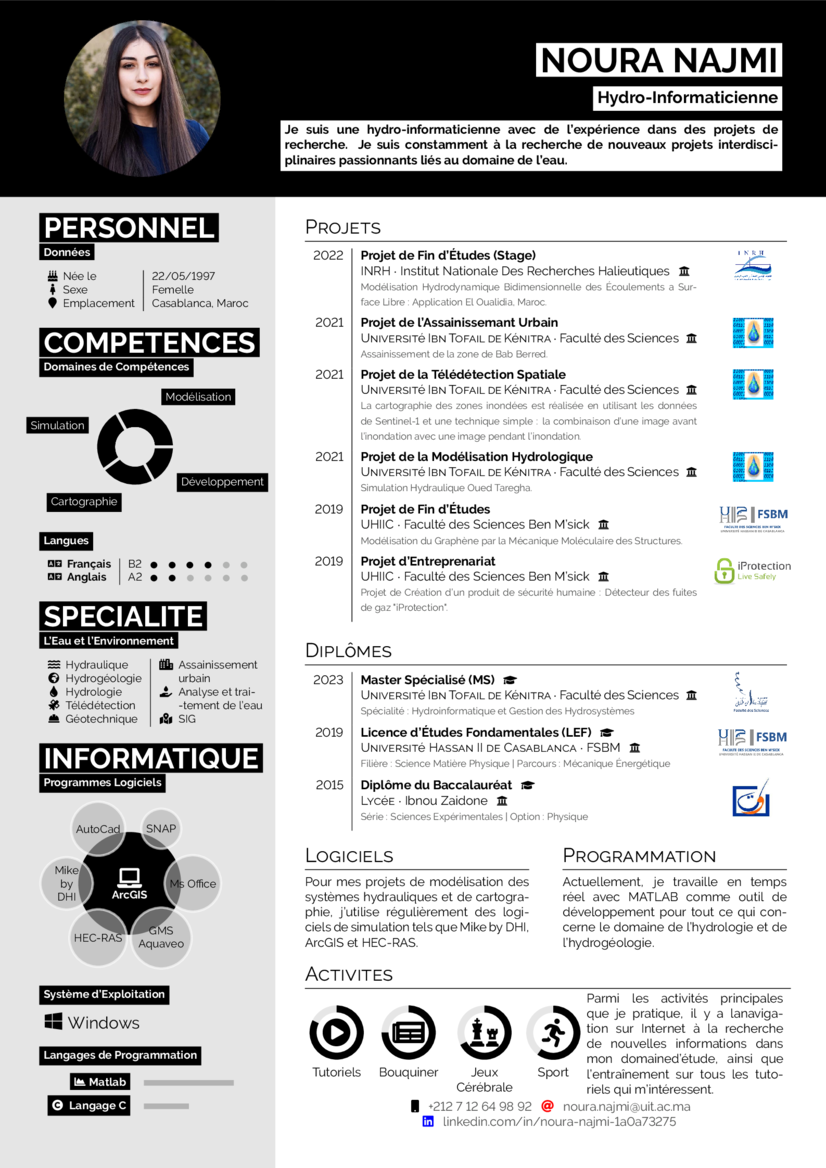 NOURA NAJMI
Hydro-Informaticienne
Je suis une hydro-informaticienne avec de l'expérience dans des projets de
recherche. Je suis constamment à la recherche de nouveaux projets interdisci-
plinaires passionnants liés au domaine de l'eau.
PERSONNEL
Données
Née le 22/05/1997
Sexe Femelle
Emplacement Casablanca, Maroc
COMPETENCES
Domaines de Compétences
Modélisation
Simulation
Développement
Cartographie
Langues
Français B2
Anglais A2
SPECIALITE
L'Eau et l'Environnement
Hydraulique
Hydrogéologie
Hydrologie
Télédétection
Géotechnique
Assainissement
urbain
Analyse et trai-
-tement de l'eau
SIG
INFORMATIQUE
Programmes Logiciels
AutoCad
SNAP
Mike
by
DHI
ArcGIS
Ms Office
HEC-RAS
GMS
Aquaveo
Système d'Exploitation
Windows
Langages de Programmation
Matlab
Langage C
PROJETS
2022 Projet de Fin d'Études (Stage)
INRH · Institut Nationale Des Recherches Halieutiques
Modélisation Hydrodynamique Bidimensionnelle des Écoulements a Sur-
face Libre : Application El Oualidia, Maroc.
INRH
2021 Projet de l'Assainissemant Urbain
UNIVERSITÉ IBN TOFAIL DE KÉNITRA · Faculté des Sciences
Assainissement de la zone de Bab Berred.
2021 Projet de la Télédétection Spatiale
UNIVERSITÉ IBN TOFAIL DE KÉNITRA · Faculté des Sciences
La cartographie des zones inondées est réalisée en utilisant les données
de Sentinel-1 et une technique simple : la combinaison d'une image avant
l'inondation avec une image pendant l'inondation.
2021 Projet de la Modélisation Hydrologique
UNIVERSITÉ IBN TOFAIL DE KÉNITRA · Faculté des Sciences
Simulation Hydraulique Oued Taregha.
2019 Projet de Fin d'Études
UHIIC · Faculté des Sciences Ben M'sick
Modélisation du Graphène par la Mécanique Moléculaire des Structures.
FSBM
2019 Projet d'Entreprenariat
UHIIC · Faculté des Sciences Ben M'sick
Projet de Création d'un produit de sécurité humaine : Détecteur des fuites
de gaz "iProtection".
iProtection
Live Safely
DIPLÔMES
2023 Master Spécialisé (MS)
UNIVERSITÉ IBN TOFAIL DE KÉNITRA · Faculté des Sciences
Spécialité : Hydroinformatique et Gestion des Hydrosystèmes
2019 Licence d'Études Fondamentales (LEF)
UNIVERSITÉ HASSAN II DE CASABLANCA · FSBM
Filière : Science Matière Physique | Parcours : Mécanique Énergétique
FSBM
2015 Diplôme du Baccalauréat
LYCÉE · Ibnou Zaidone
Série : Sciences Expérimentales | Option : Physique
LOGICIELS
Pour mes projets de modélisation des
systèmes hydrauliques et de cartogra-
phie, j'utilise régulièrement des logi-
ciels de simulation tels que Mike by DHI,
ArcGIS et HEC-RAS.
PROGRAMMATION
Actuellement, je travaille en temps
réel avec MATLAB comme outil de
développement pour tout ce qui con-
cerne le domaine de l'hydrologie et de
l'hydrogéologie.
ACTIVITES
Tutoriels
Bouquiner
Jeux
Cérébrale
Sport
Parmi les activités principales
que je pratique, il y a lanaviga-
tion sur Internet à la recherche
de nouvelles informations dans
mon domained'étude, ainsi que
l'entraînement sur tous les tuto-
riels qui m'intéressent.
+212 7 12 64 98 92 noura.najmi@uit.ac.ma
linkedin.com/in/noura-najmi-1a0a73275